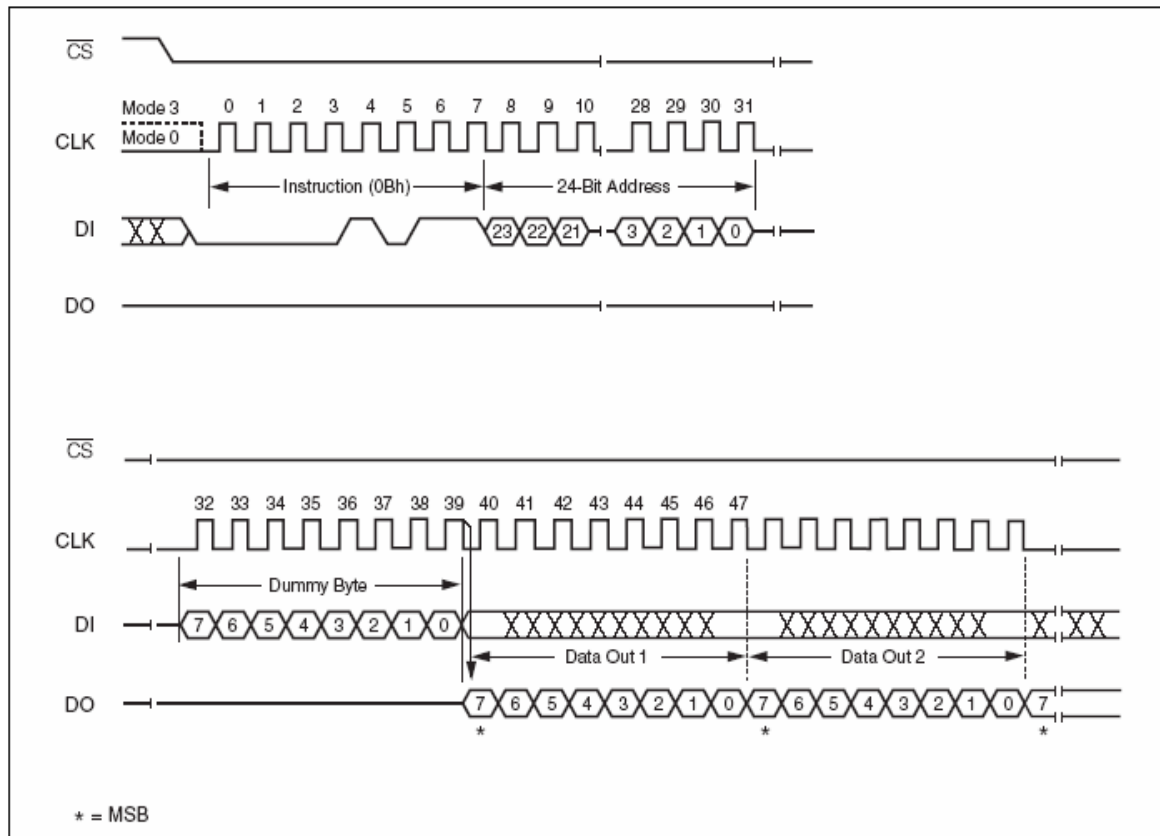 CS
Mode 3 0 1 2 3 4 5 6 7 8 9 10 28 29 30 31
CLK Mode 0
Instruction (0Bh) 24-Bit Address
DI 23 22 21 3 2 1 0
DO
CS
32 33 34 35 36 37 38 39 40 41 42 43 44 45 46 47
CLK
Dummy Byte
DI 7 6 5 4 3 2 1 0
Data Out 1 Data Out 2
DO 7 6 5 4 3 2 1 0 7 6 5 4 3 2 1 0 7
* * *
* = MSB